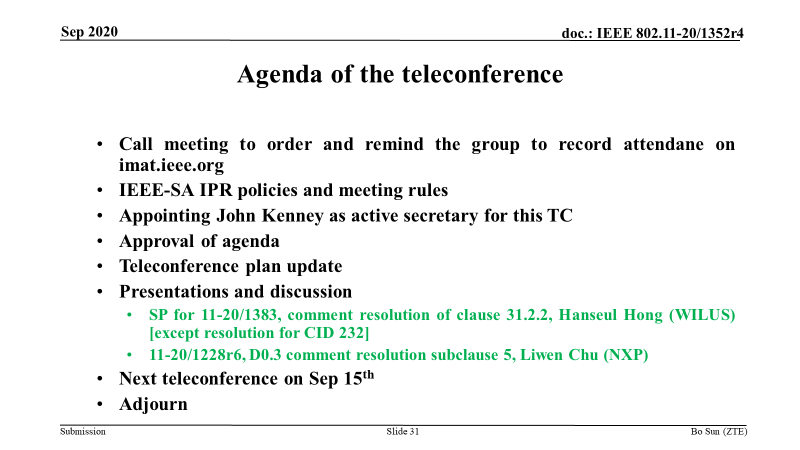 Sep 2020
doc.: IEEE 802.11-20/1352r4
Agenda of the teleconference
• Call meeting to order and remind the group to record attendane on
imat.ieee.org
• IEEE-SA IPR policies and meeting rules
• Appointing John Kenney as active secretary for this TC
• Approval of agenda
• Teleconference plan update
• Presentations and discussion
• SP for 11-20/1383, comment resolution of clause 31.2.2, Hanseul Hong (WILUS)
[except resolution for CID 232]
• 11-20/1228r6, D0.3 comment resolution subclause 5, Liwen Chu (NXP)
• Next teleconference on Sep 15th
• Adjourn
Submission
Slide 31
Bo Sun (ZTE)